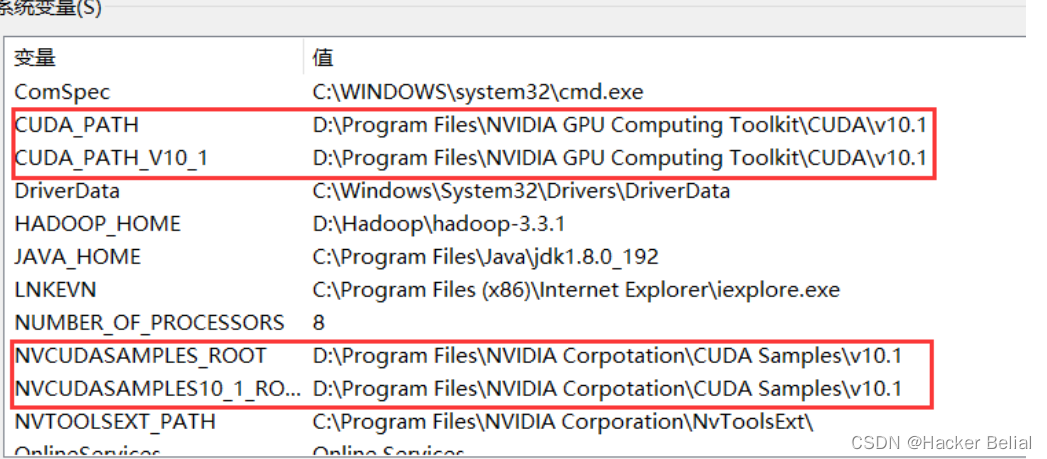 系统变量(S)
变量 值
ComSpec C:\WINDOWS\system32\cmd.exe
CUDA_PATH D:\Program Files\NVIDIA GPU Computing Toolkit\CUDA\v10.1
CUDA_PATH_V10_1 D:\Program Files\NVIDIA GPU Computing Toolkit\CUDA\v10.1
DriverData C:\Windows\System32\Drivers\DriverData
HADOOP_HOME D:\Hadoop\hadoop-3.3.1
JAVA_HOME C:\Program Files\Java\jdk1.8.0_192
LNKEVN C:\Program Files (x86)\Internet Explorer\iexplore.exe
NUMBER_OF_PROCESSORS 8
NVCUDASAMPLES_ROOT D:\Program Files\NVIDIA Corpotation\CUDA Samples\v10.1
NVCUDASAMPLES10_1_RO... D:\Program Files\NVIDIA Corpotation\CUDA Samples\v10.1
NVTOOLSEXT_PATH C:\Program Files\NVIDIA Corporation\NvToolsExt\
OnlineServices Online Services
CSDN @Hacker Belial